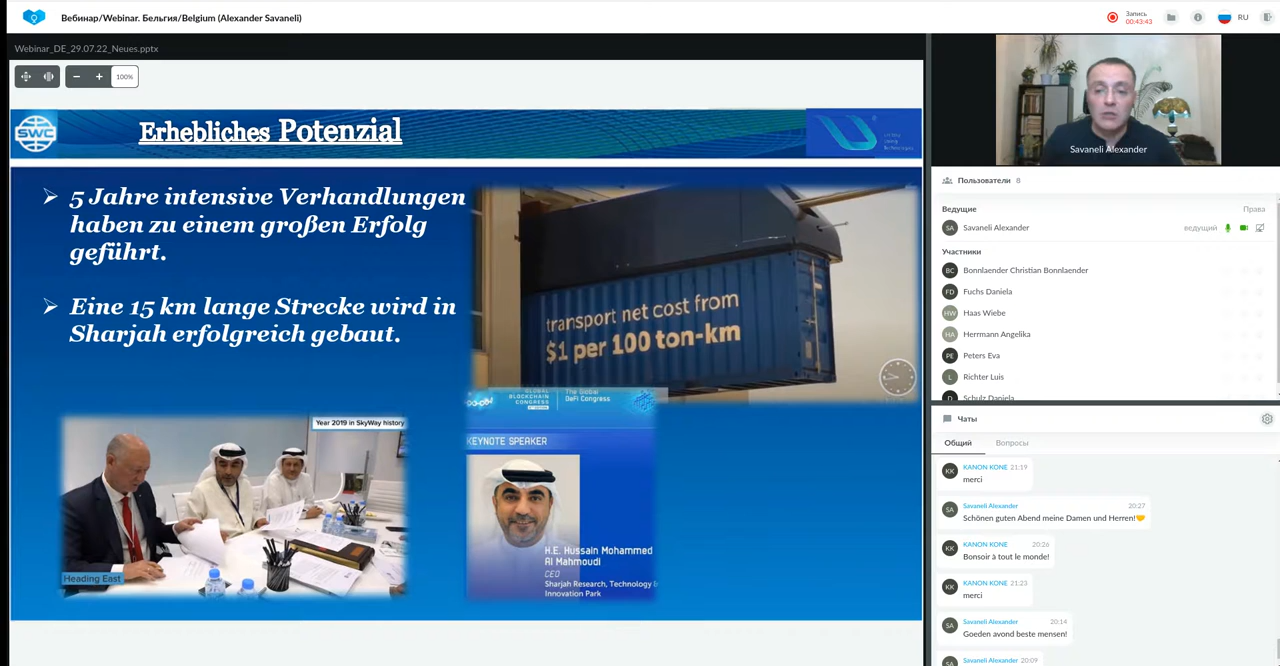 Вебинар/Webinar. Бельгия/Belgium (Alexander Savaneli)
Запись
00:43:43
RU
Webinar_DE_29.07.22_Neues.pptx
100%
SWC
Erhebliches Potenzial
5 Jahre intensive Verhandlungen
haben zu einem großen Erfolg
geführt.
Eine 15 km lange Strecke wird in
Sharjah erfolgreich gebaut.
transport net cost from
$1 per 100 ton-km
Year 2019 in SkyWay history
Heading East
GLOBAL
BLOCKCHAIN
CONGRESS
The Global
DeFi Congress
KEYNOTE SPEAKER
H.E. Hussain Mohammed
Al Mahmoudi
CEO
Sharjah Research, Technology &
Innovation Park
Savaneli Alexander
Пользователи 8
Ведущие
Права
SA
Savaneli Alexander
ведущий
Участники
BC
Bonnlaender Christian Bonnlaender
FD
Fuchs Daniela
HW
Haas Wiebe
HA
Herrmann Angelika
PE
Peters Eva
L
Richter Luis
D
Schulz Daniela
Чаты
Общий
Вопросы
KK
KANON KONE 21:19
merci
SA
Savaneli Alexander 20:27
Schönen guten Abend meine Damen und Herren!
KK
KANON KONE 20:26
Bonsoir à tout le monde!
KK
KANON KONE 21:23
merci
SA
Savaneli Alexander 20:14
Goeden avond beste mensen!
SA
Savaneli Alexander 20:09